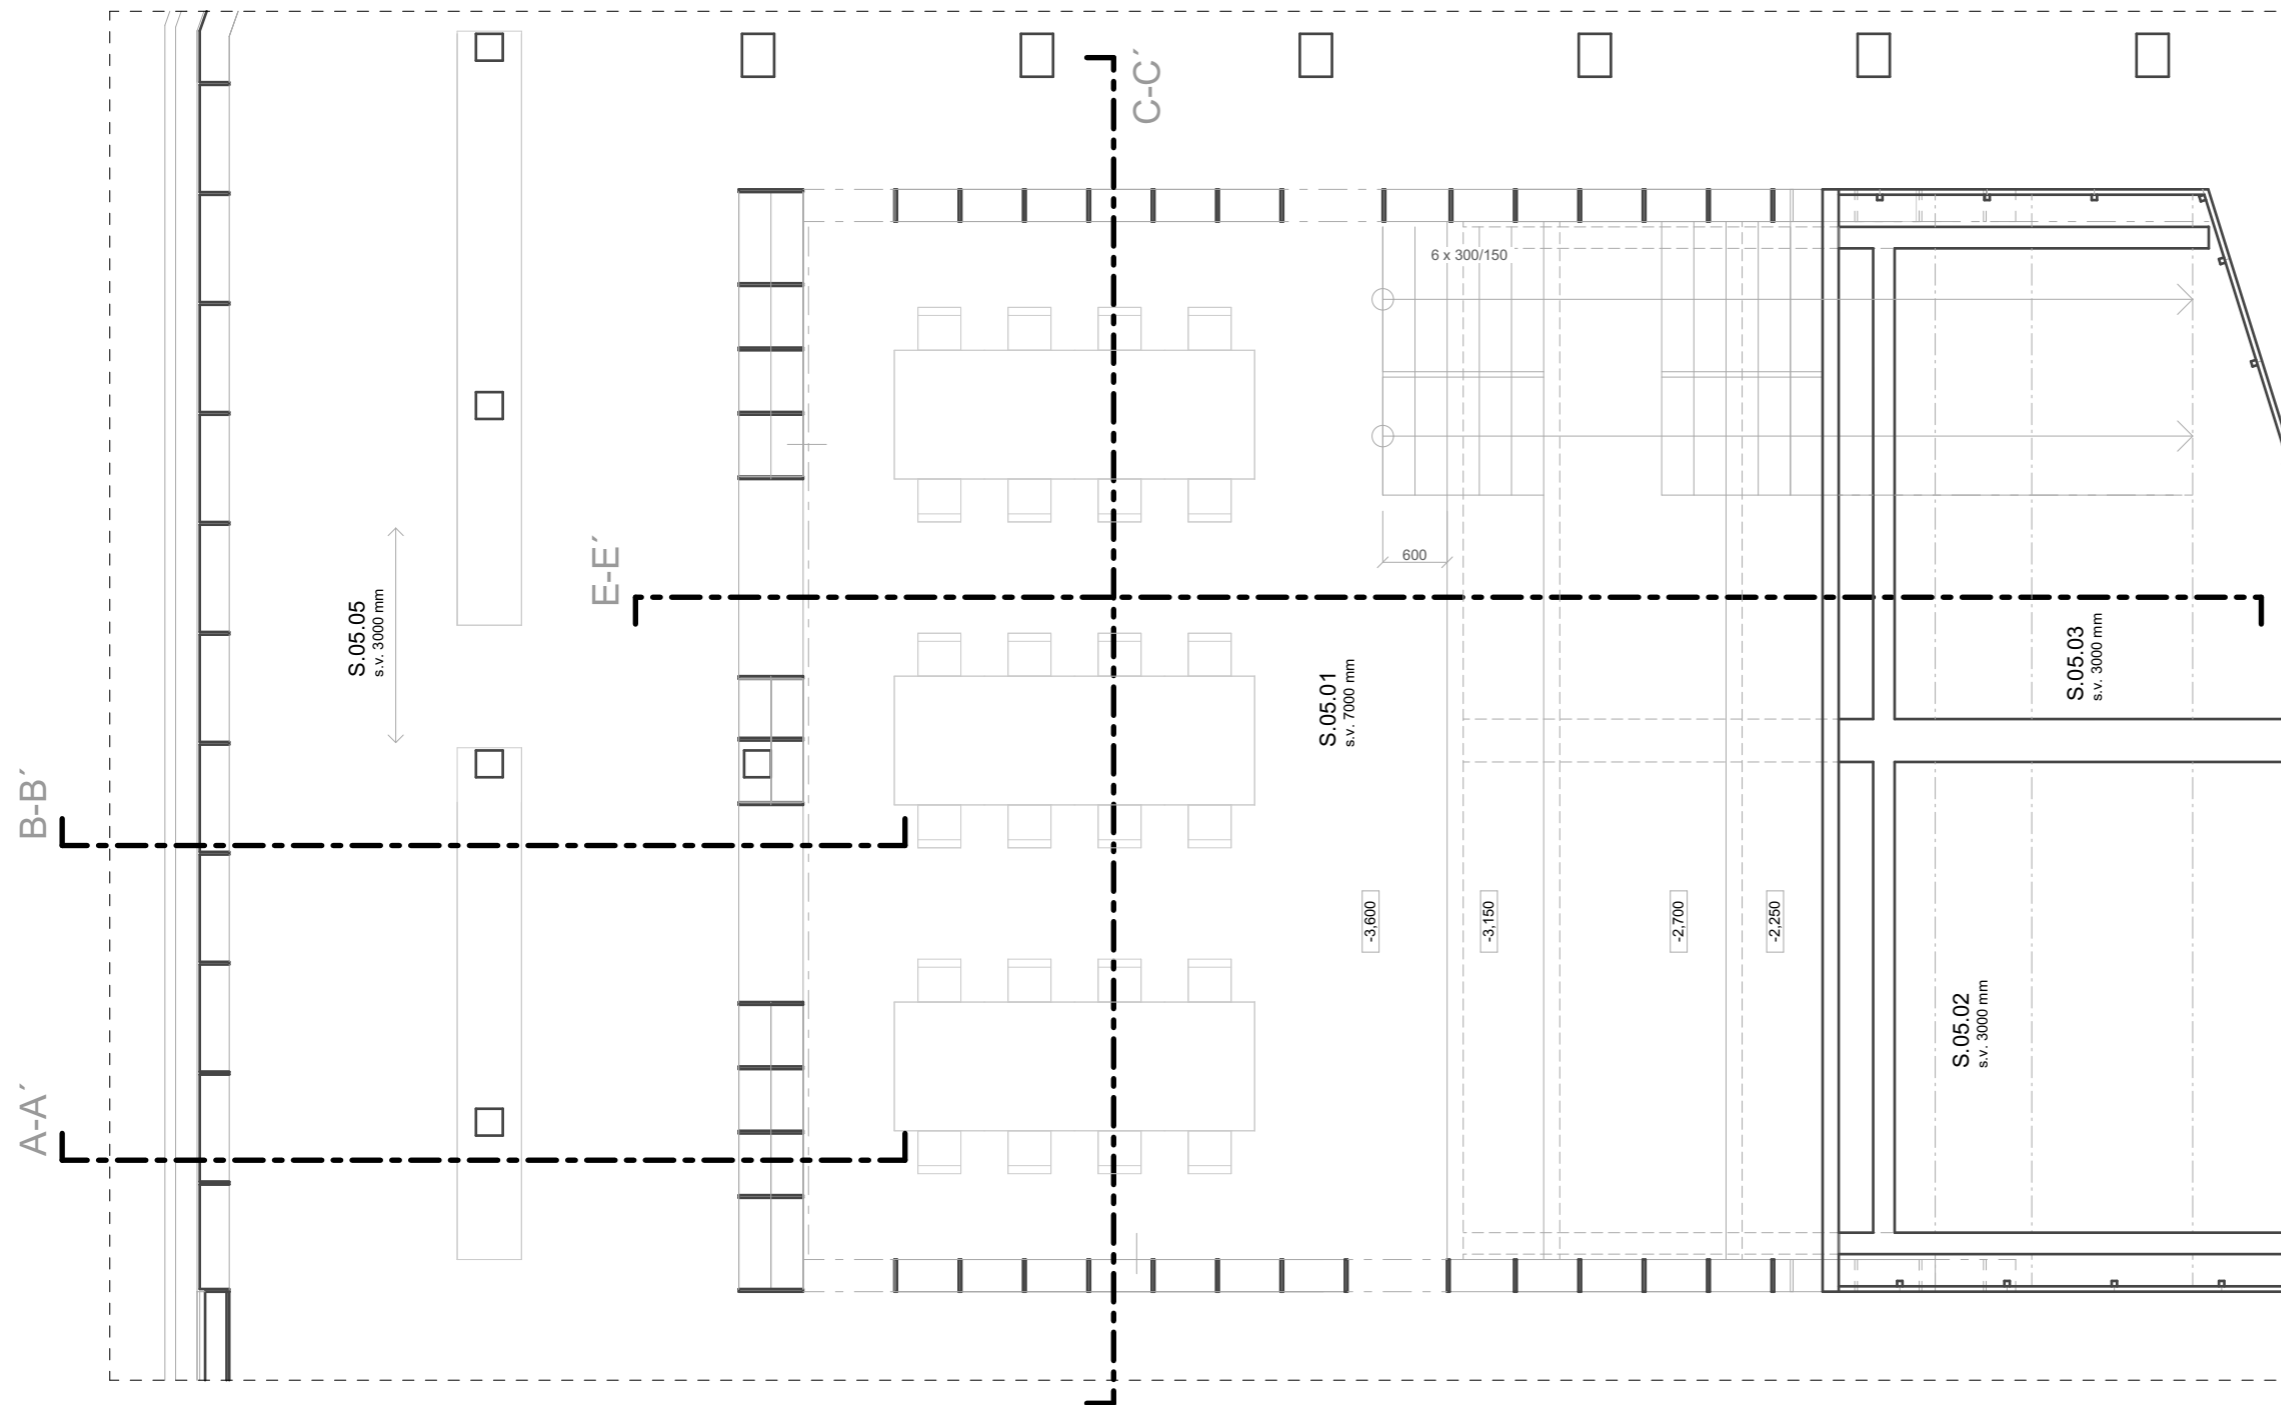 C-C´
6 x 300/150
600
E-E´
S.05.05
s.v. 3000 mm
S.05.01
s.v. 7000 mm
S.05.03
s.v. 3000 mm
B-B´
-3,600
-3,150
-2,700
-2,250
S.05.02
s.v. 3000 mm
A-A´